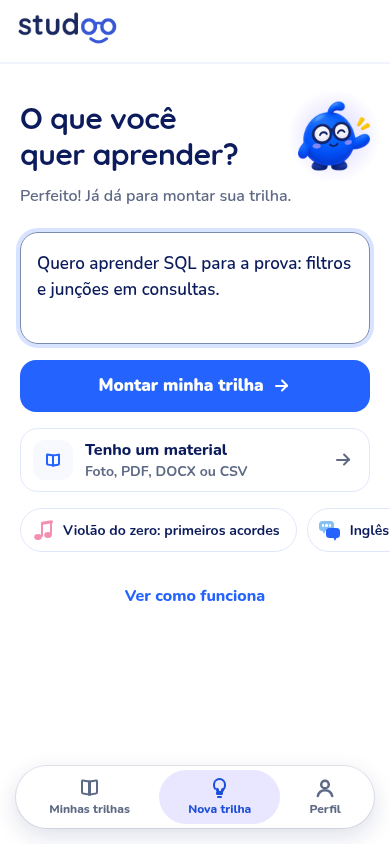 studoo
O que você
quer aprender?
Perfeito! Já dá para montar sua trilha.
Quero aprender SQL para a prova: filtros
e junções em consultas.
Montar minha trilha
Tenho um material
Foto, PDF, DOCX ou CSV
Violão do zero: primeiros acordes
Inglês
Ver como funciona
Minhas trilhas
Nova trilha
Perfil